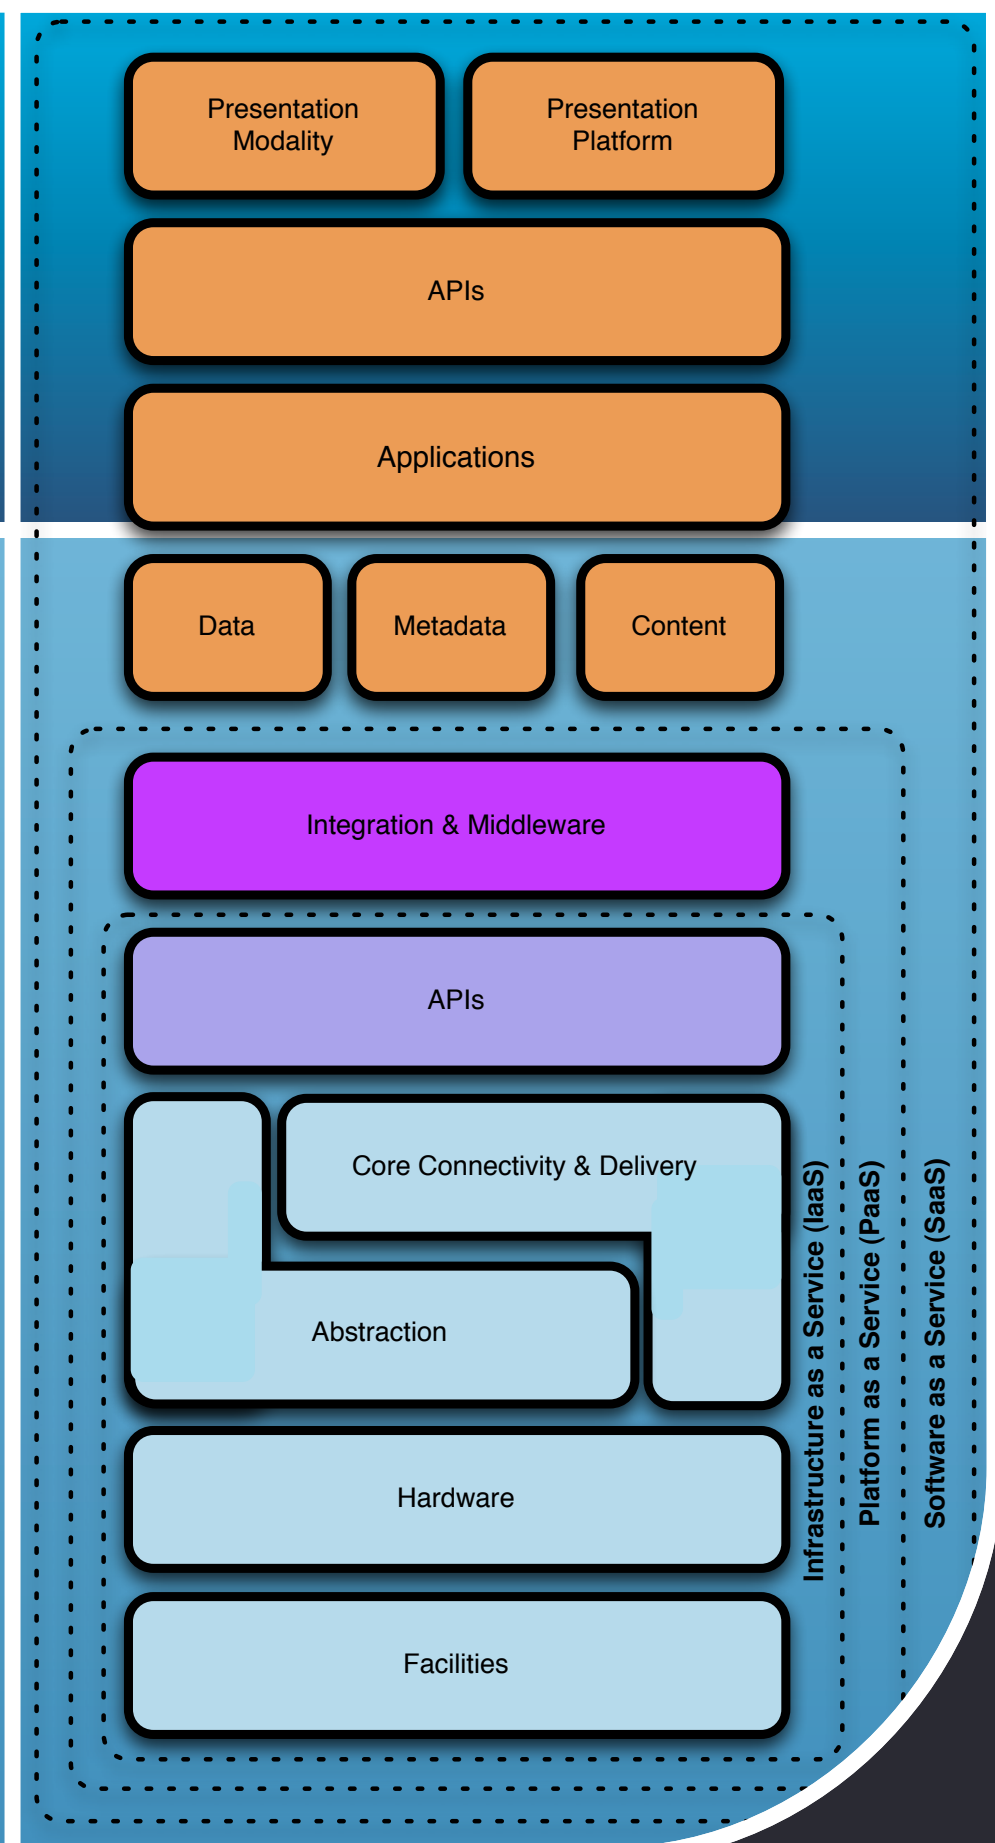 Presentation
Modality
Presentation
Platform
APIs
Applications
Data
Metadata
Content
Integration & Middleware
APIs
Core Connectivity & Delivery
Abstraction
Hardware
Facilities
Infrastructure as a Service (IaaS)
Platform as a Service (PaaS)
Software as a Service (SaaS)